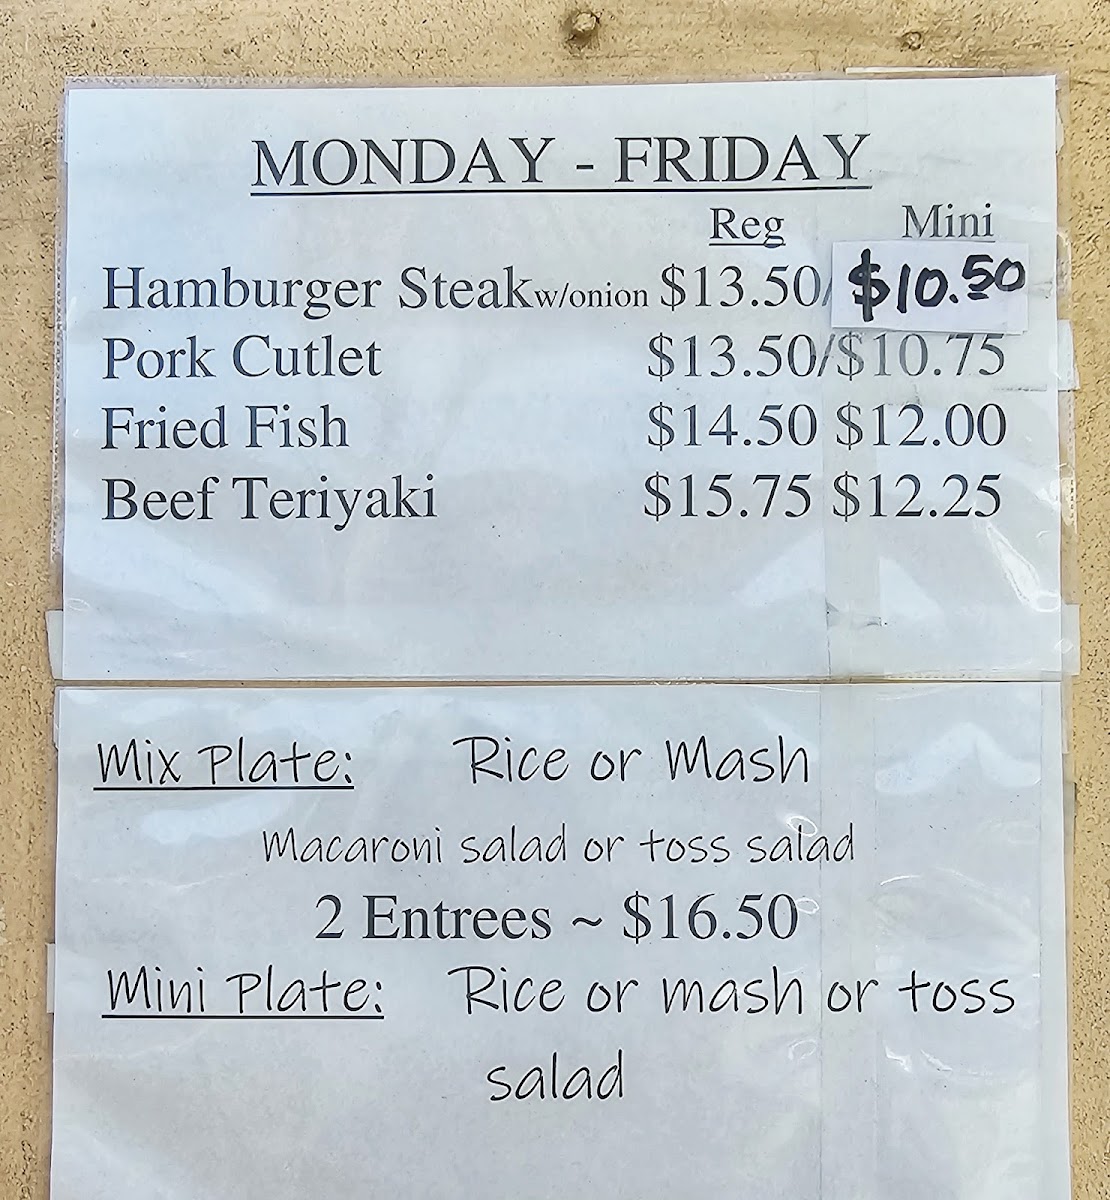 MONDAY - FRIDAY
Reg Mini
Hamburger Steak w/onion $13.50/ $10.50
Pork Cutlet $13.50/$10.75
Fried Fish $14.50 $12.00
Beef Teriyaki $15.75 $12.25
Mix Plate: Rice or Mash
Macaroni salad or toss salad
2 Entrees ~ $16.50
Mini Plate: Rice or mash or toss
salad